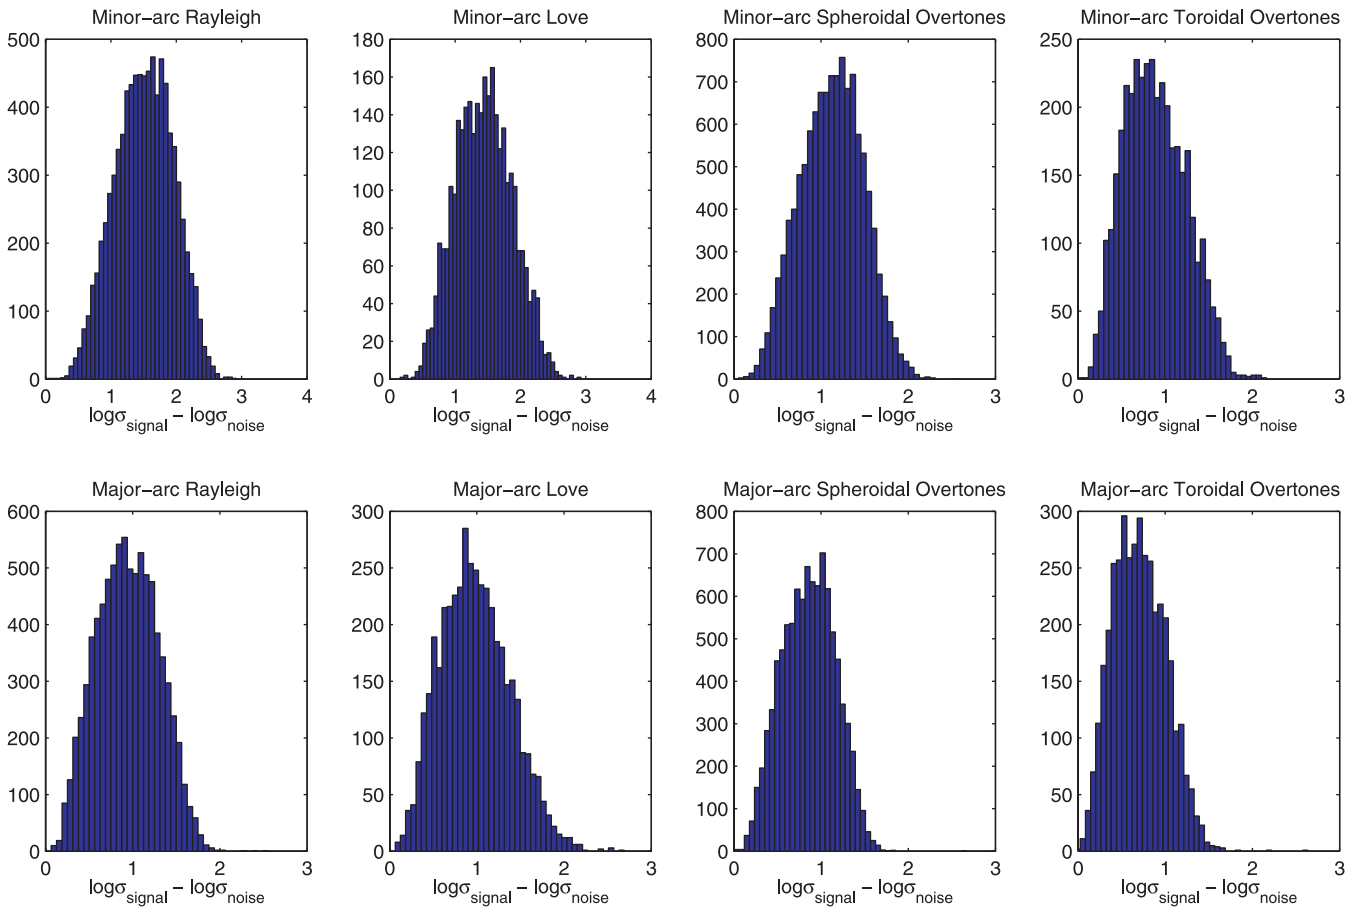 Minor–arc Rayleigh
500
400
300
200
100
0
0 1 2 3 4
logσsignal − logσnoise
Minor–arc Love
180
160
140
120
100
80
60
40
20
0
0 1 2 3 4
logσsignal − logσnoise
Minor–arc Spheroidal Overtones
800
700
600
500
400
300
200
100
0
0 1 2 3
logσsignal − logσnoise
Minor–arc Toroidal Overtones
250
200
150
100
50
0
0 1 2 3
logσsignal − logσnoise
Major–arc Rayleigh
600
500
400
300
200
100
0
0 1 2 3
logσsignal − logσnoise
Major–arc Love
300
250
200
150
100
50
0
0 1 2 3
logσsignal − logσnoise
Major–arc Spheroidal Overtones
800
700
600
500
400
300
200
100
0
0 1 2 3
logσsignal − logσnoise
Major–arc Toroidal Overtones
300
250
200
150
100
50
0
0 1 2 3
logσsignal − logσnoise